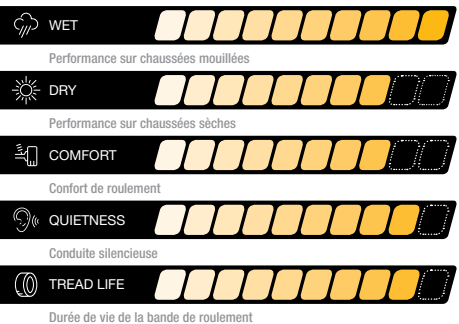 WET
Performance sur chaussées mouillées
DRY
Performance sur chaussées sèches
COMFORT
Confort de roulement
QUIETNESS
Conduite silencieuse
TREAD LIFE
Durée de vie de la bande de roulement